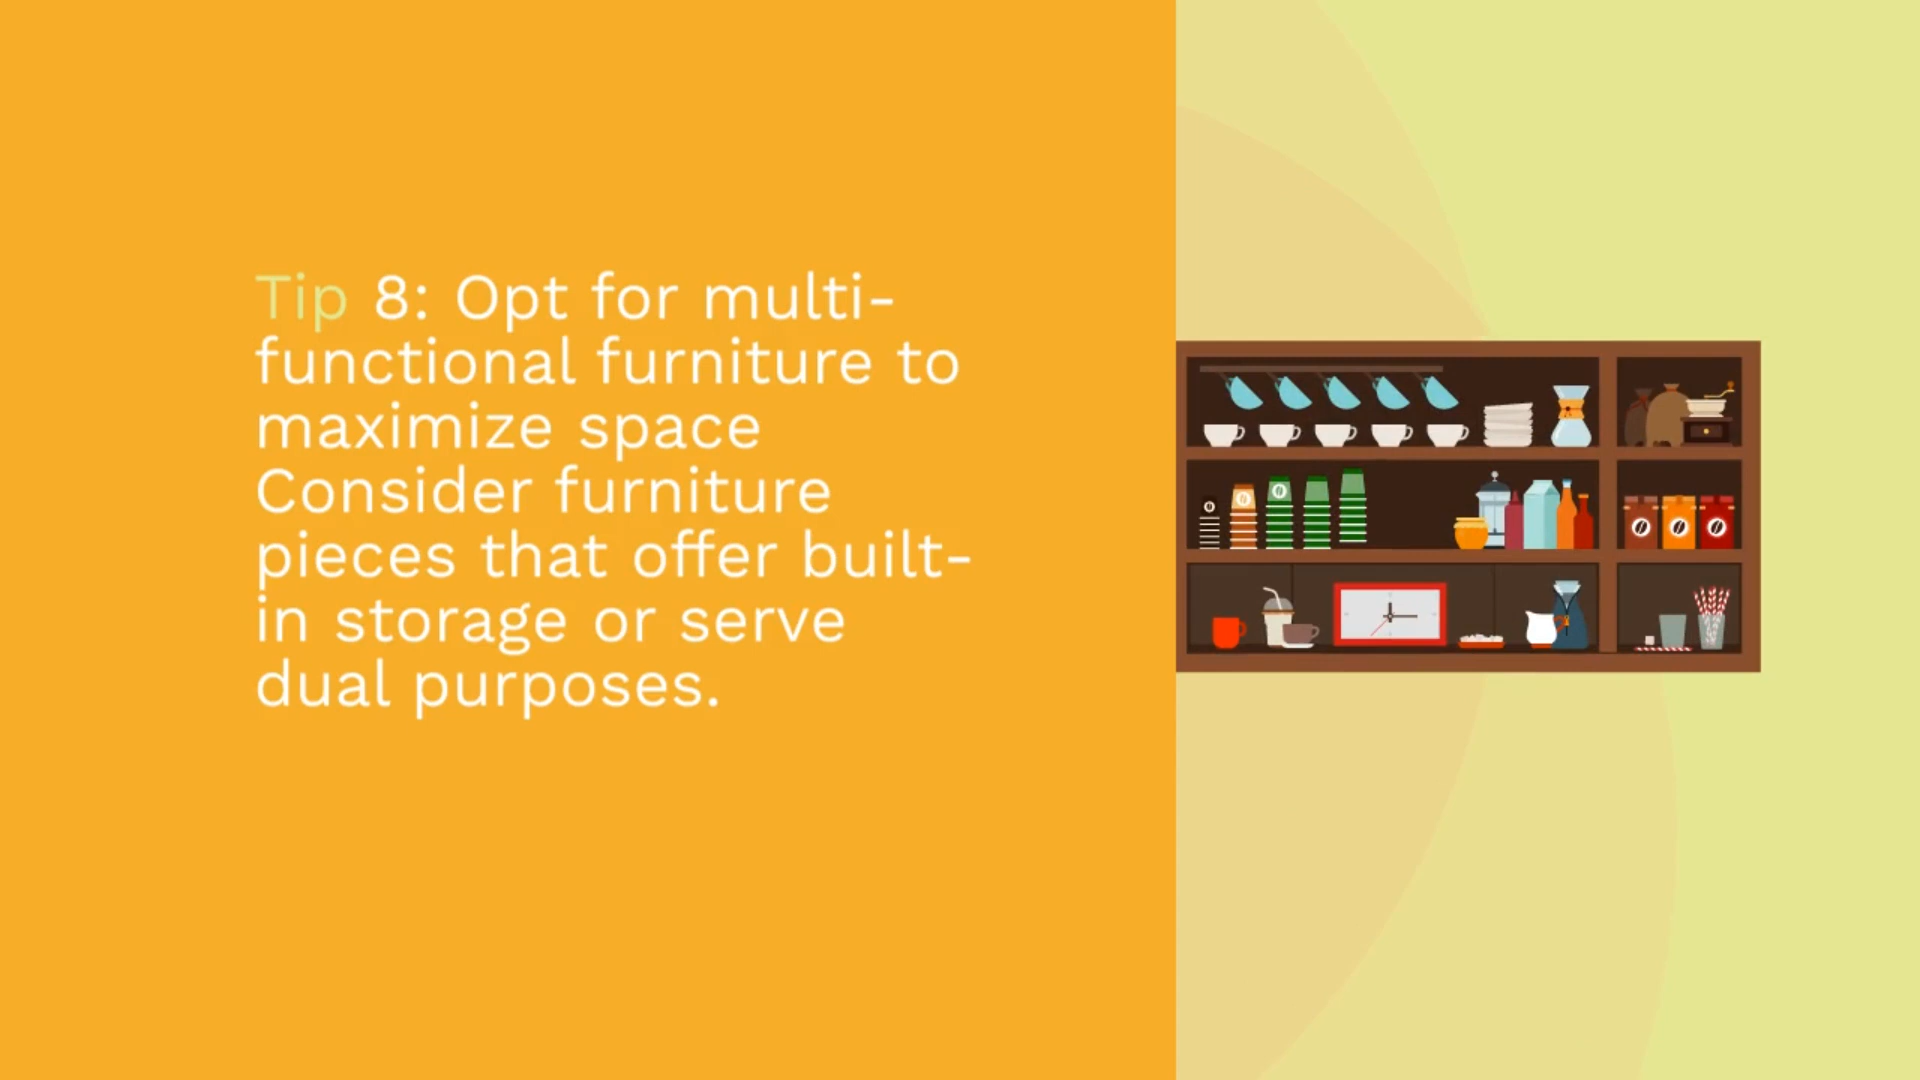 Tip 8: Opt for multi-
functional furniture to
maximize space
Consider furniture
pieces that offer built-
in storage or serve
dual purposes.